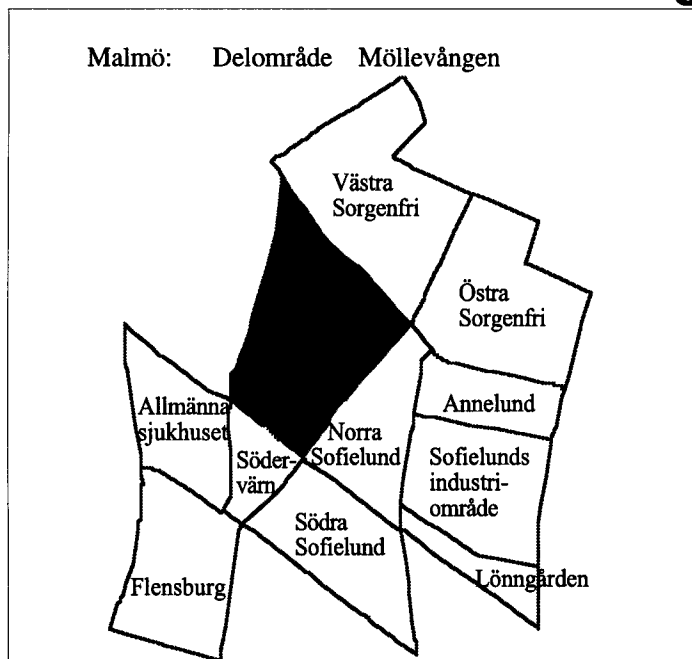 Malmö: Delområde Möllevången
Västra
Sorgenfri
Östra
Sorgenfri
Allmänna
sjukhuset
Söder-
värn
Norra
Sofielund
Annelund
Sofielunds
industri-
område
Södra
Sofielund
Lönngården
Flensburg